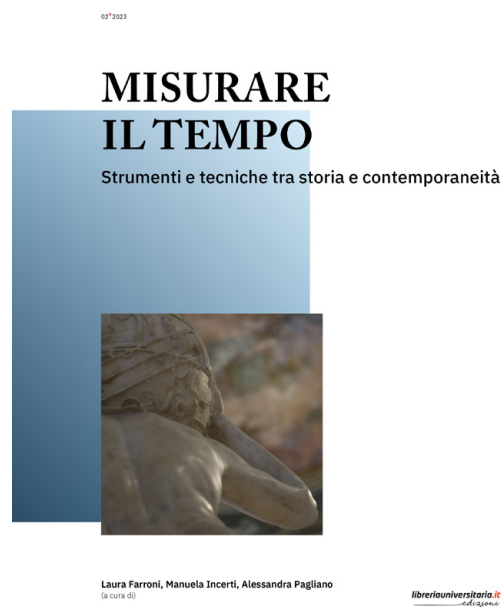 02*2023
MISURARE
IL TEMPO
Strumenti e tecniche tra storia e contemporaneità
Laura Farroni, Manuela Incerti, Alessandra Pagliano
(a cura di)
libreriauniversitaria.it
edizioni